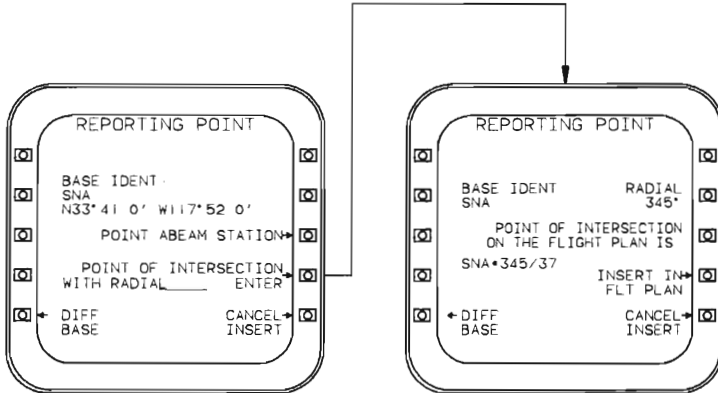 REPORTING POINT
BASE IDENT
SNA
N33°41 0' W117°52 0'
POINT ABEAM STATION
POINT OF INTERSECTION
WITH RADIAL______ ENTER
DIFF CANCEL
BASE INSERT
REPORTING POINT
BASE IDENT RADIAL
SNA 345°
POINT OF INTERSECTION
ON THE FLIGHT PLAN IS
SNA•345/37
INSERT IN
FLT PLAN
DIFF CANCEL
BASE INSERT